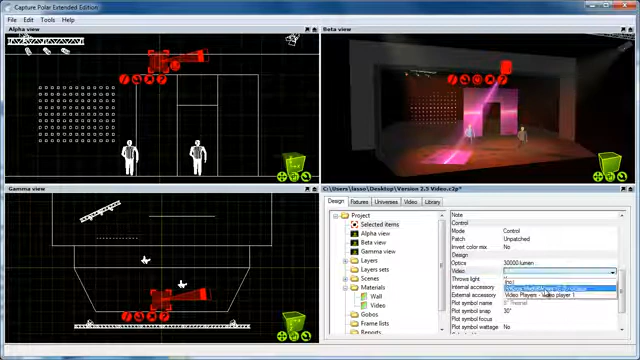 Capture Polar Extended Edition
File Edit Tools Help
Alpha view
Beta view
Gamma view
C:\Users\lasso\Desktop\Version 2.5 Video.c2p*
Design Fixtures Universes Video Library
Project
Selected items
Alpha view
Beta view
Gamma view
Layers
Layers sets
Scenes
Materials
Wall
Video
Gobos
Frame lists
Note
Control
Mode Control
Patch Unpatched
Invert color mix No
Design
Optics 30000 lumen
Video
Throws light
(no)
Internal accessory
External accessory Video Players - Video player 1
Plot symbol name
Plot symbol snap 30°
Plot symbol focus
Plot symbol wattage No